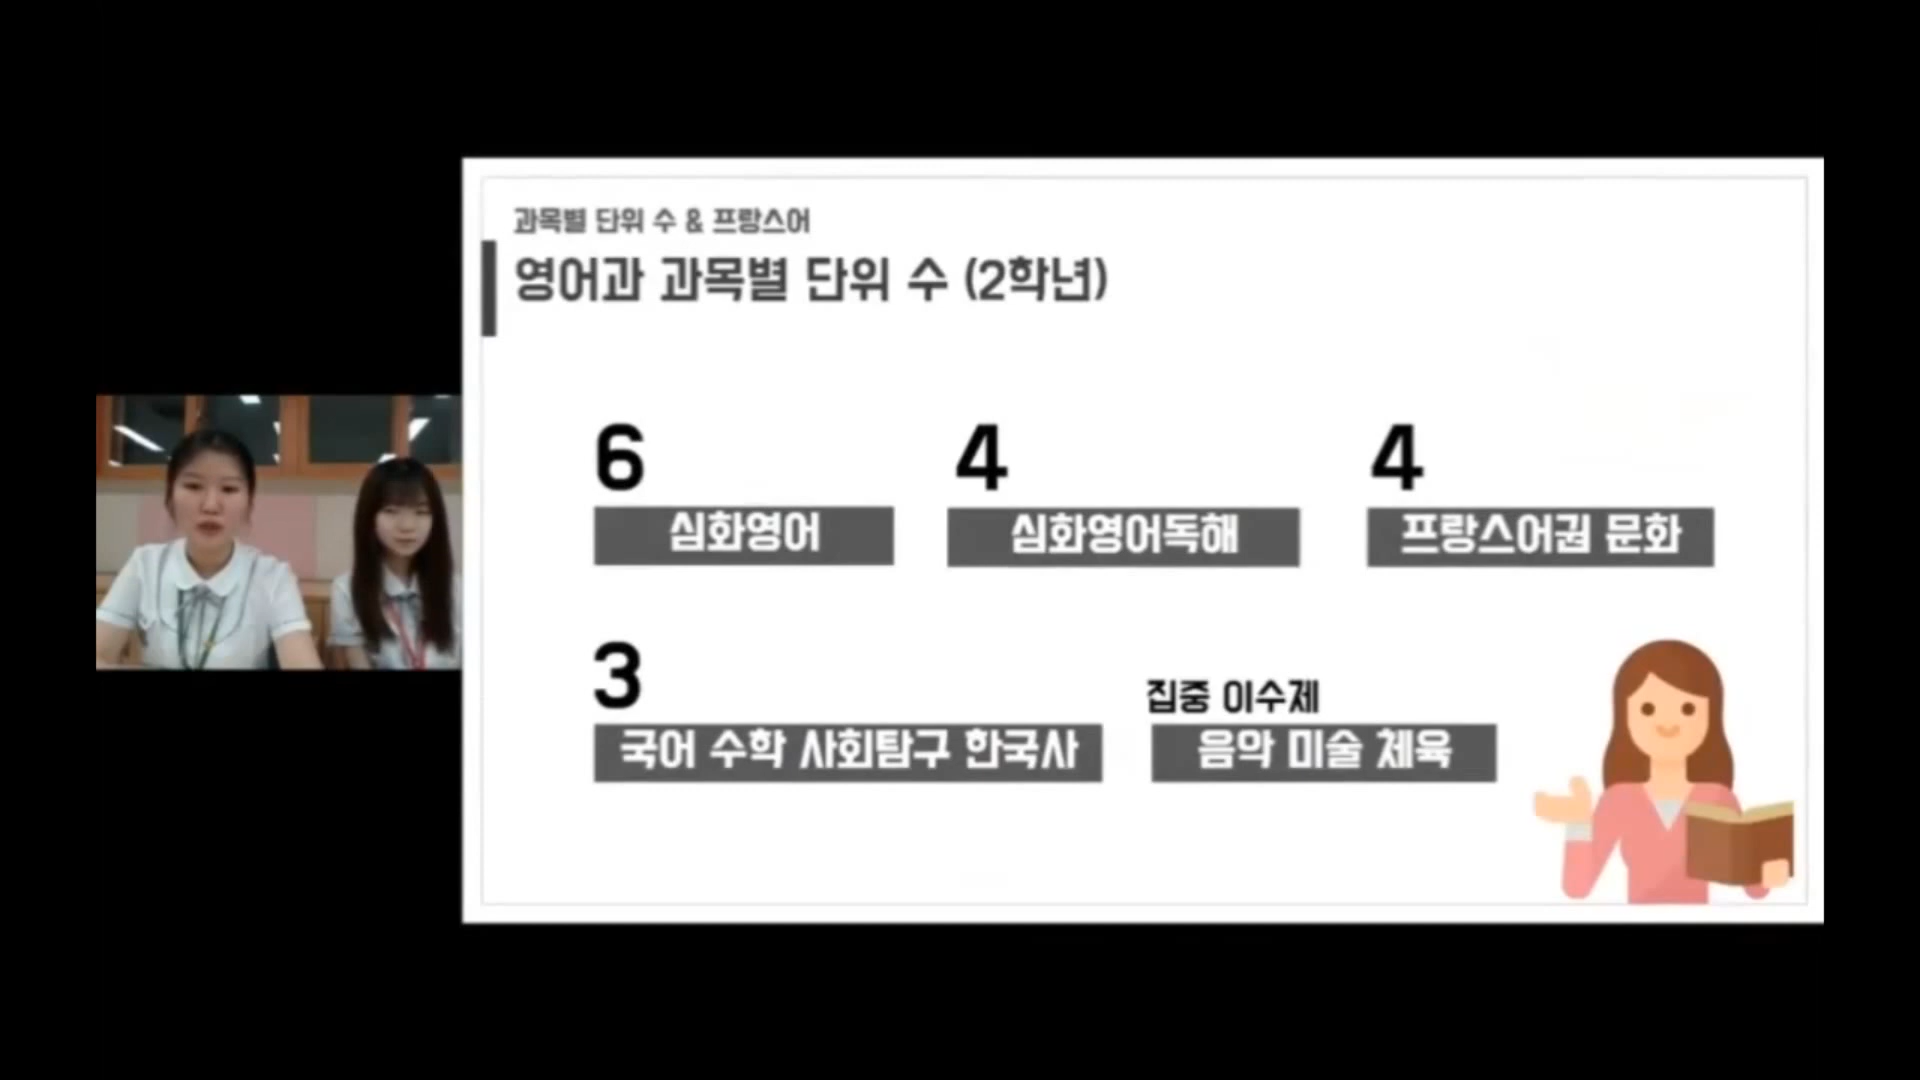 과목별 단위 수 & 프랑스어
영어과 과목별 단위 수 (2학년)
6
심화영어
4
심화영어독해
4
프랑스어권 문화
3
국어 수학 사회탐구 한국사
집중 이수제
음악 미술 체육